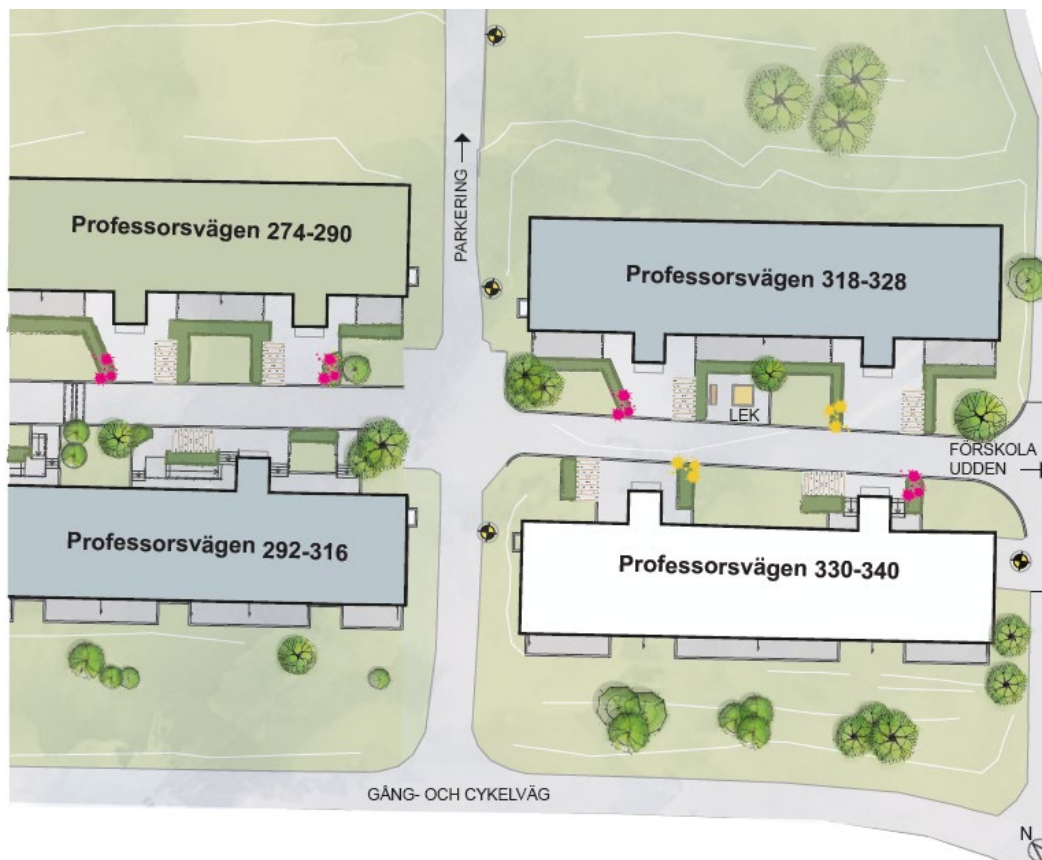 Professorsvägen 274-290
PARKERING
Professorsvägen 318-328
LEK
FÖRSKOLA
UDDEN
Professorsvägen 292-316
Professorsvägen 330-340
GÅNG- OCH CYKELVÄG
N